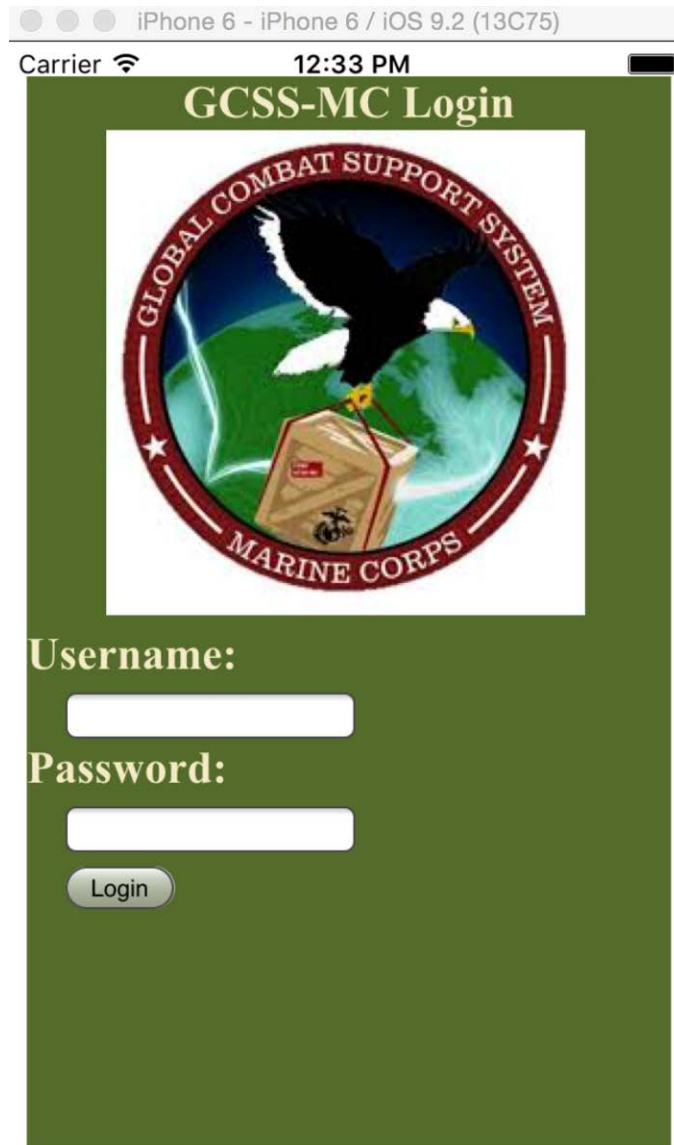 iPhone 6 - iPhone 6 / iOS 9.2 (13C75)
Carrier 12:33 PM
GCSS-MC Login
GLOBAL COMBAT SUPPORT SYSTEM
MARINE CORPS
Username:
Password:
Login